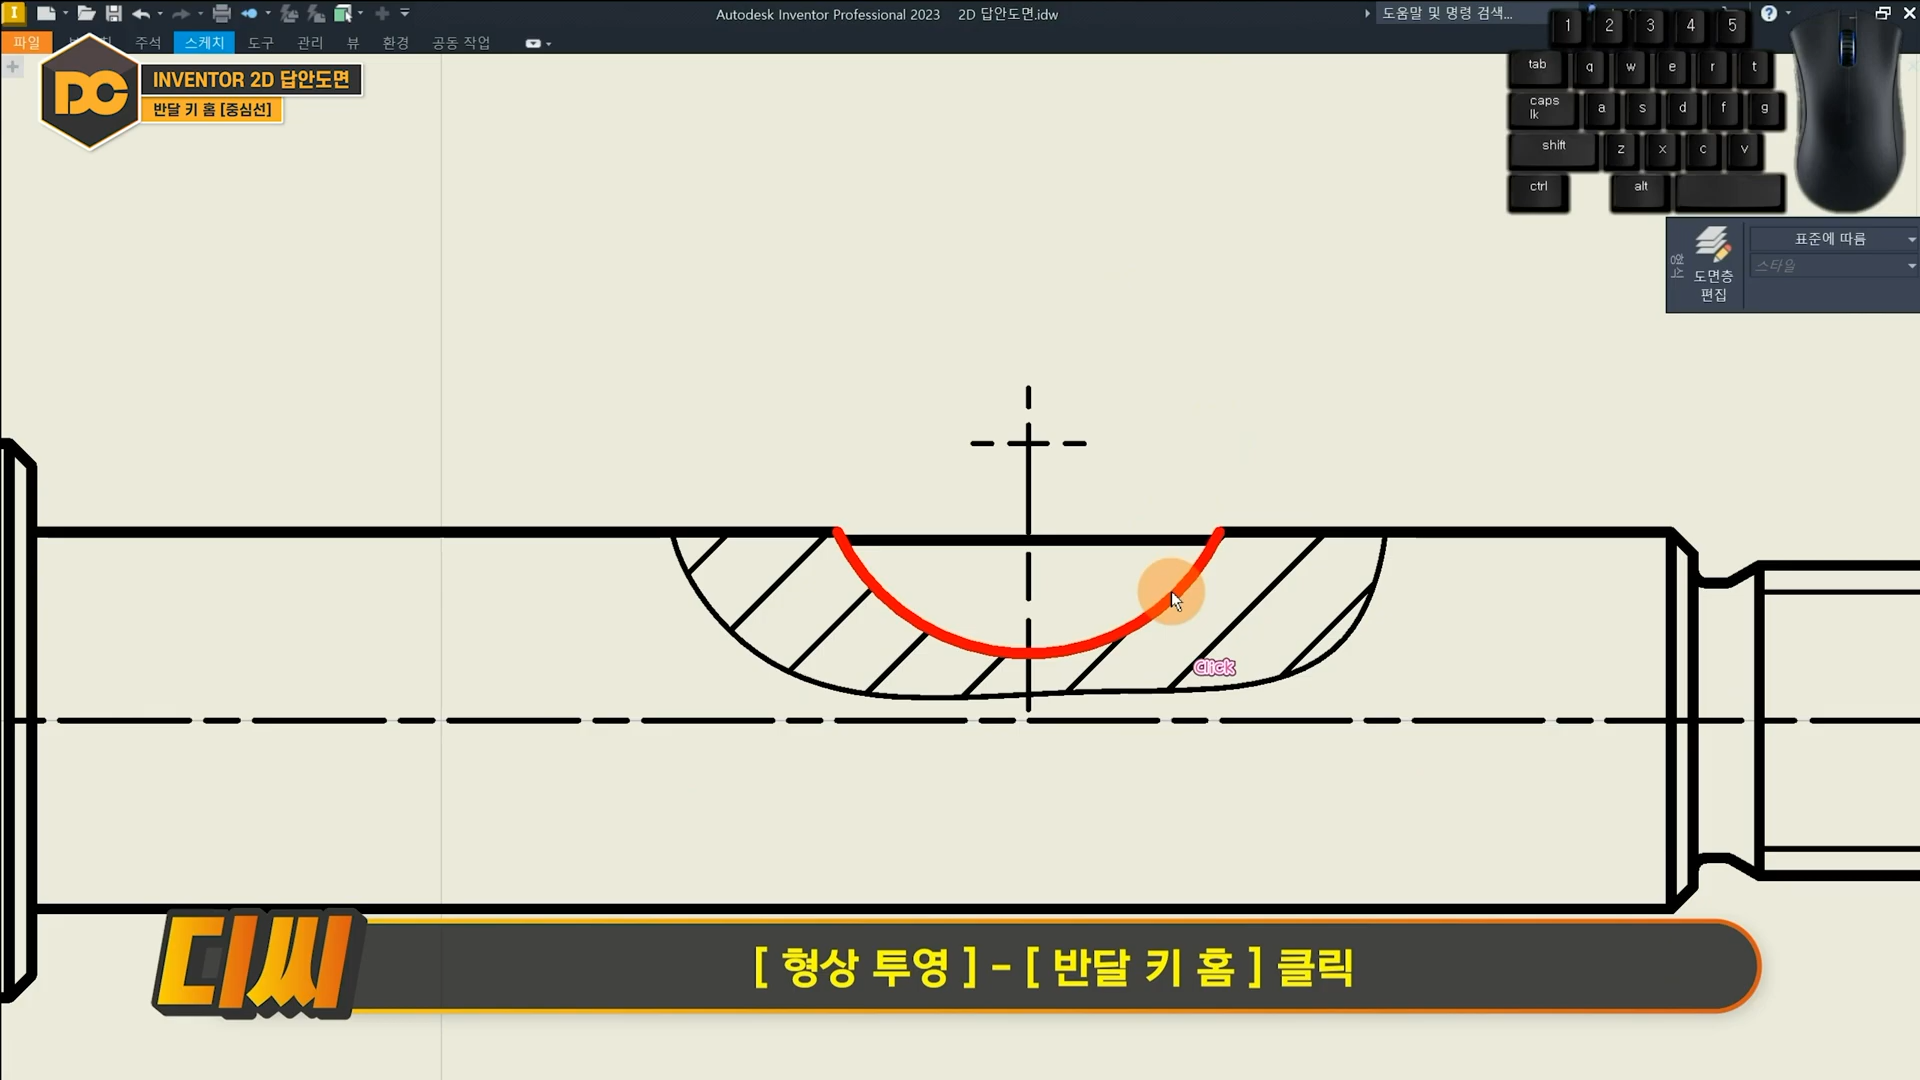 Autodesk Inventor Professional 2023 2D 답안도면.idw
도움말 및 명령 검색...
파일 주석 스케치 도구 관리 뷰 환경 공동 작업
DC
INVENTOR 2D 답안도면
반달 키 홈 [중심선]
1 2 3 4 5
tab q w e r t
caps lk a s d f g
shift z x c v
ctrl alt
형식
도면층
편집
표준에 따름
스타일
Click
디씨
[ 형상 투영 ] - [ 반달 키 홈 ] 클릭